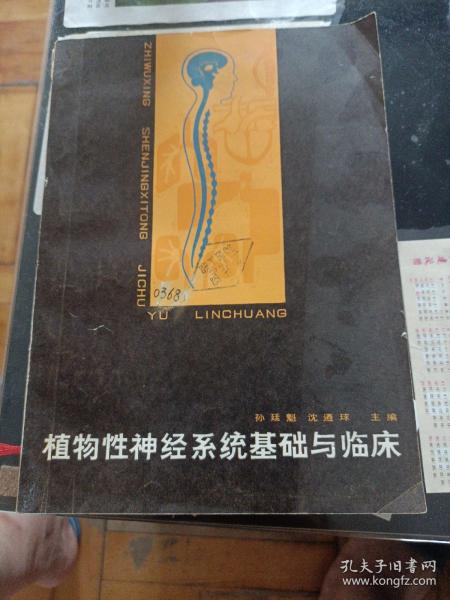 ZHIWUXING SHENJINGXITONG JICHU
YU LINCHUANG
0368
孙廷魁 沈遒球 主编
植物性神经系统基础与临床
孔夫子旧书网
www.kongfz.com